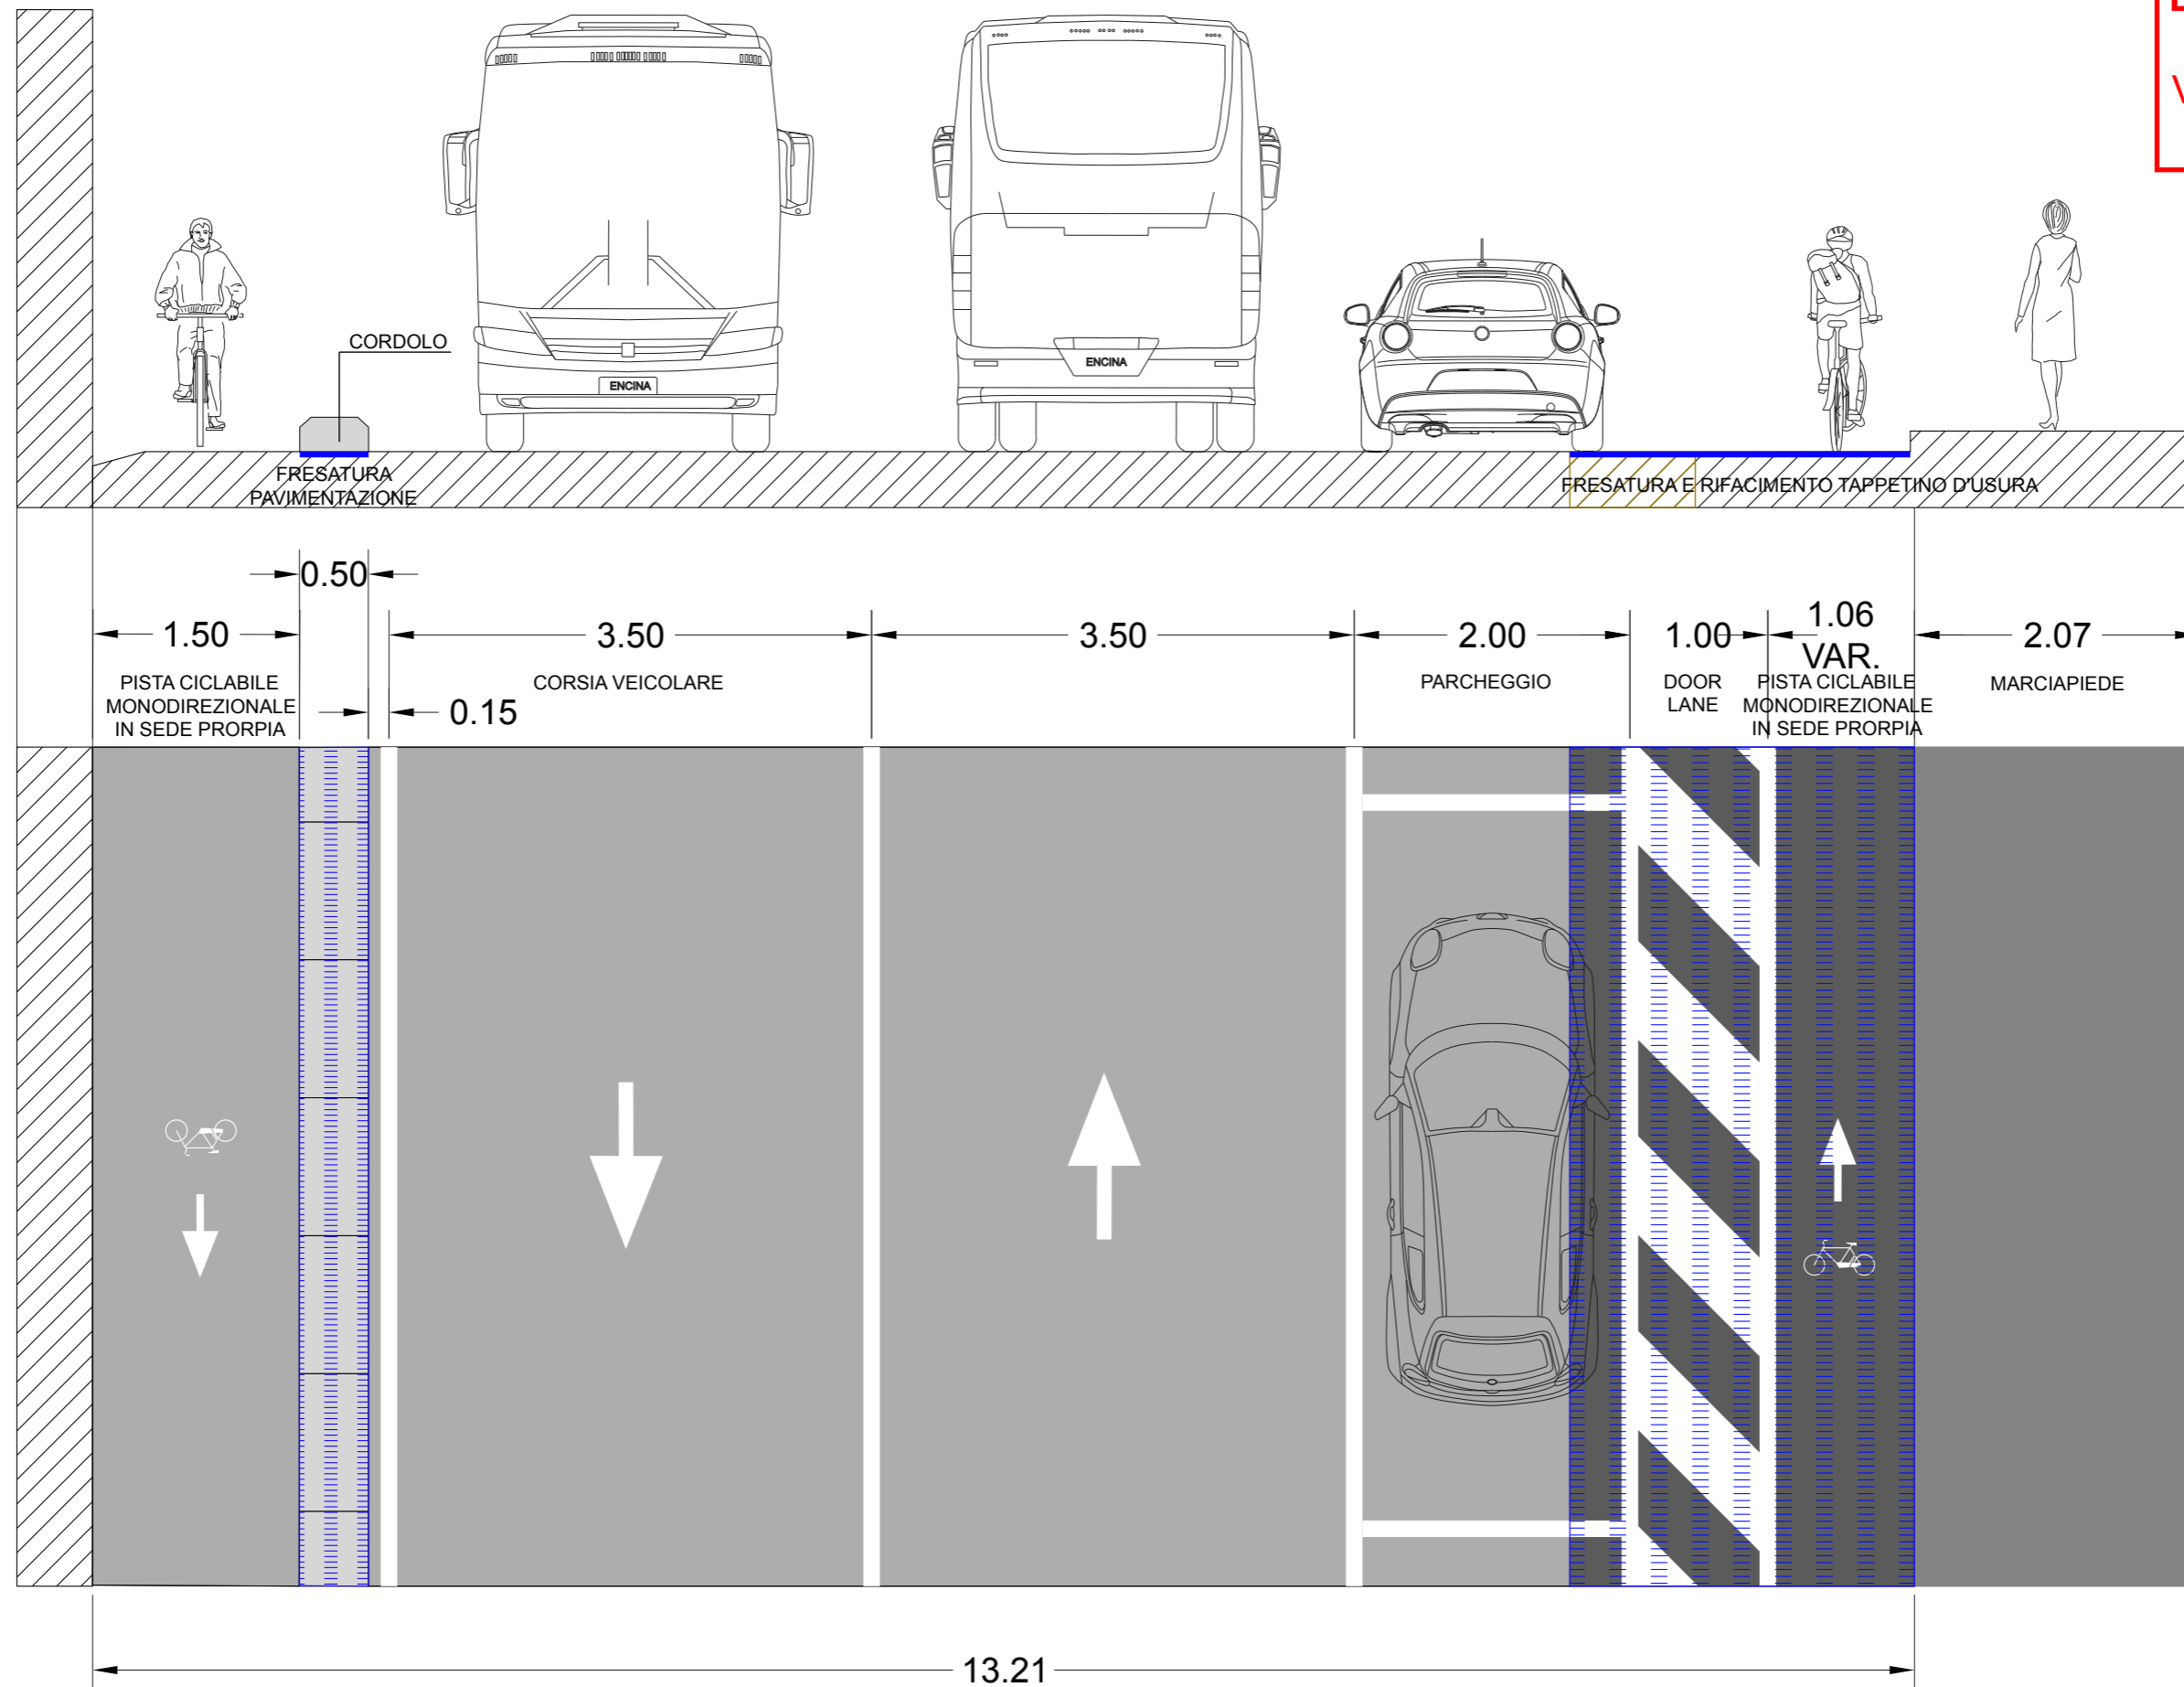 CORDOLO
ENCINA
ENCINA
FRESATURA
PAVIMENTAZIONE
FRESATURA E RIFACIMENTO TAPPETINO D'USURA
0.50
1.50
3.50
3.50
2.00
1.00
1.06
VAR.
2.07
PISTA CICLABILE
MONODIREZIONALE
IN SEDE PRORPIA
0.15
CORSIA VEICOLARE
PARCHEGGIO
DOOR
LANE
PISTA CICLABILE
MONODIREZIONALE
IN SEDE PRORPIA
MARCIAPIEDE
13.21